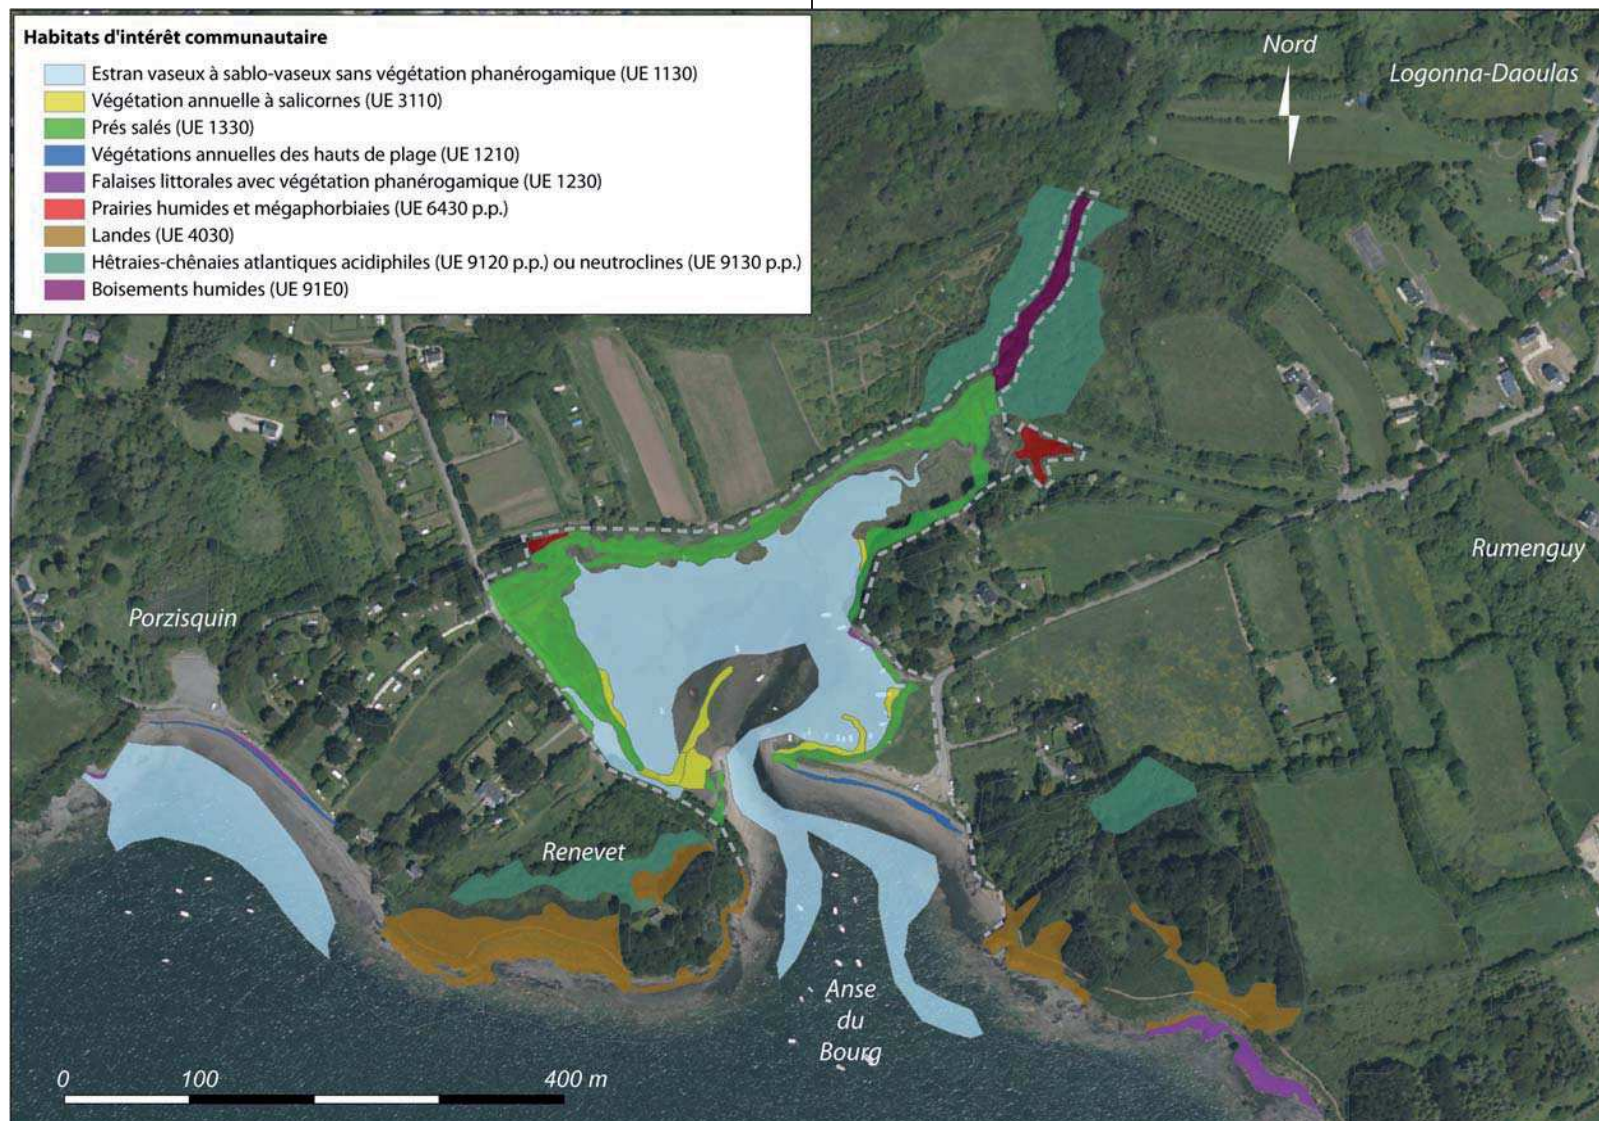 Habitats d'intérêt communautaire
Estran vaseux à sablo-vaseux sans végétation phanérogamique (UE 1130)
Végétation annuelle à salicornes (UE 3110)
Prés salés (UE 1330)
Végétations annuelles des hauts de plage (UE 1210)
Falaises littorales avec végétation phanérogamique (UE 1230)
Prairies humides et mégaphorbiaies (UE 6430 p.p.)
Landes (UE 4030)
Hêtraies-chênaies atlantiques acidiphiles (UE 9120 p.p.) ou neutroclines (UE 9130 p.p.)
Boisements humides (UE 91E0)
Nord
Logonna-Daoulas
Rumenguy
Porzisquin
Renevet
Anse
du
Bourg
0 100 400 m